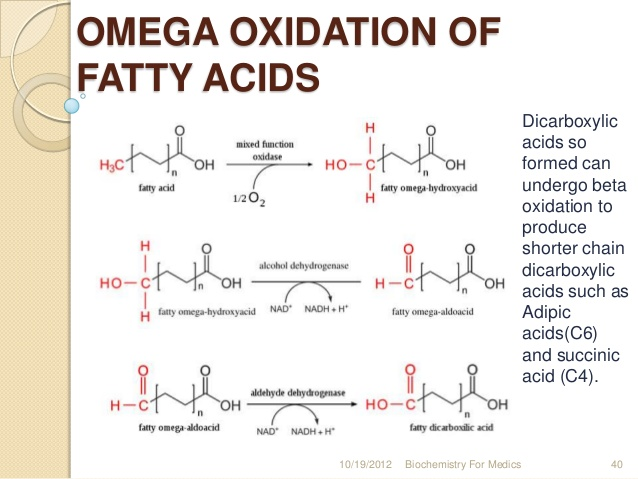 OMEGA OXIDATION OF
FATTY ACIDS
H₃C
O
OH
n
fatty acid
mixed function
oxidase
1/2 O₂
H
HO–C
H
O
OH
n
fatty omega-hydroxyacid
H
HO–C
H
O
OH
n
fatty omega-hydroxyacid
alcohol dehydrogenase
NAD⁺ NADH + H⁺
O
H–C
O
OH
n
fatty omega-aldoacid
O
H–C
O
OH
n
fatty omega-aldoacid
aldehyde dehydrogenase
NAD⁺ NADH + H⁺
O
HO–C
O
OH
n
fatty dicarboxilic acid
Dicarboxylic
acids so
formed can
undergo beta
oxidation to
produce
shorter chain
dicarboxylic
acids such as
Adipic
acids(C6)
and succinic
acid (C4).
10/19/2012 Biochemistry For Medics 40